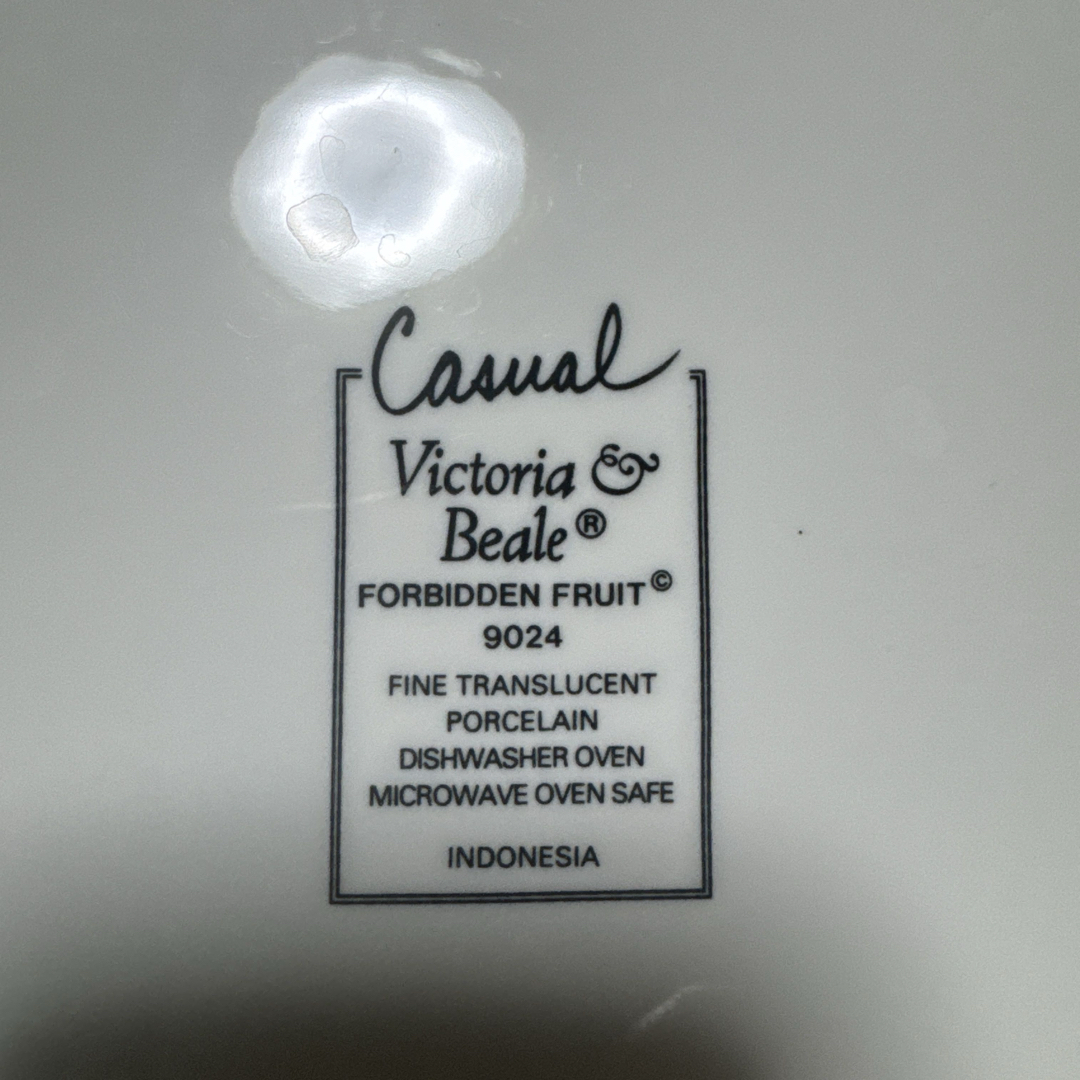 Casual
Victoria &
Beale®
FORBIDDEN FRUIT©
9024
FINE TRANSLUCENT
PORCELAIN
DISHWASHER OVEN
MICROWAVE OVEN SAFE
INDONESIA